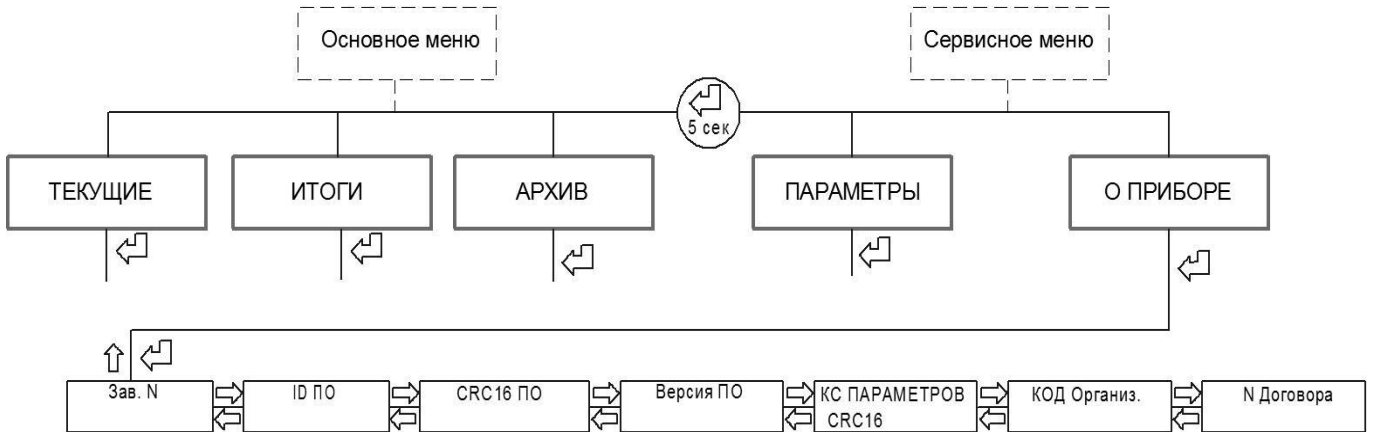 Основное меню
Сервисное меню
5 сек
ТЕКУЩИЕ
ИТОГИ
АРХИВ
ПАРАМЕТРЫ
О ПРИБОРЕ
Зав. N
ID ПО
CRC16 ПО
Версия ПО
КС ПАРАМЕТРОВ
CRC16
КОД Организ.
N Договора